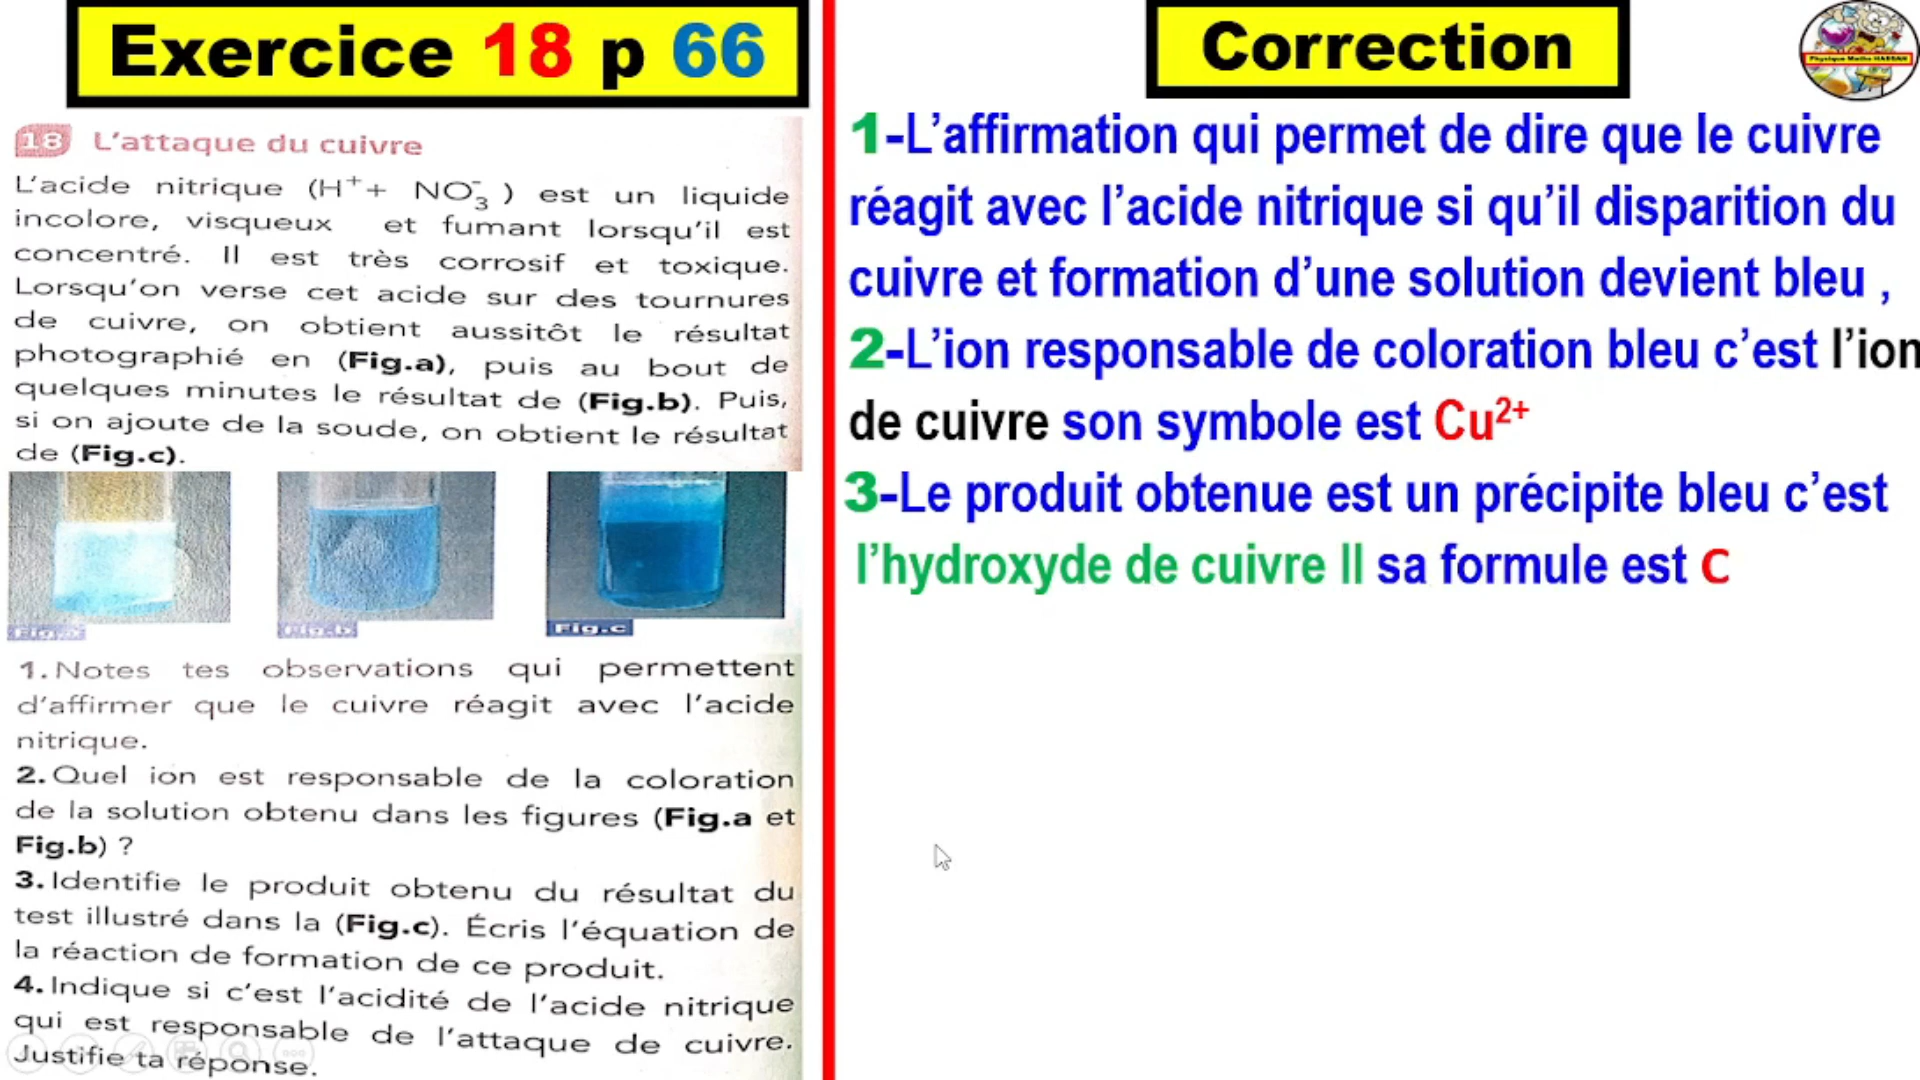 Exercice 18 p 66
18 L'attaque du cuivre
L'acide nitrique (H⁺ + NO₃⁻) est un liquide
incolore, visqueux et fumant lorsqu'il est
concentré. Il est très corrosif et toxique.
Lorsqu'on verse cet acide sur des tournures
de cuivre, on obtient aussitôt le résultat
photographié en (Fig.a), puis au bout de
quelques minutes le résultat de (Fig.b). Puis,
si on ajoute de la soude, on obtient le résultat
de (Fig.c).
Fig.a Fig.b Fig.c
1. Notes tes observations qui permettent
d'affirmer que le cuivre réagit avec l'acide
nitrique.
2. Quel ion est responsable de la coloration
de la solution obtenu dans les figures (Fig.a et
Fig.b) ?
3. Identifie le produit obtenu du résultat du
test illustré dans la (Fig.c). Écris l'équation de
la réaction de formation de ce produit.
4. Indique si c'est l'acidité de l'acide nitrique
qui est responsable de l'attaque de cuivre.
Justifie ta réponse.
Correction
Physique Maths HASSAN
1-L'affirmation qui permet de dire que le cuivre
réagit avec l'acide nitrique si qu'il disparition du
cuivre et formation d'une solution devient bleu ,
2-L'ion responsable de coloration bleu c'est l'ion
de cuivre son symbole est Cu²⁺
3-Le produit obtenue est un précipite bleu c'est
l'hydroxyde de cuivre II sa formule est C